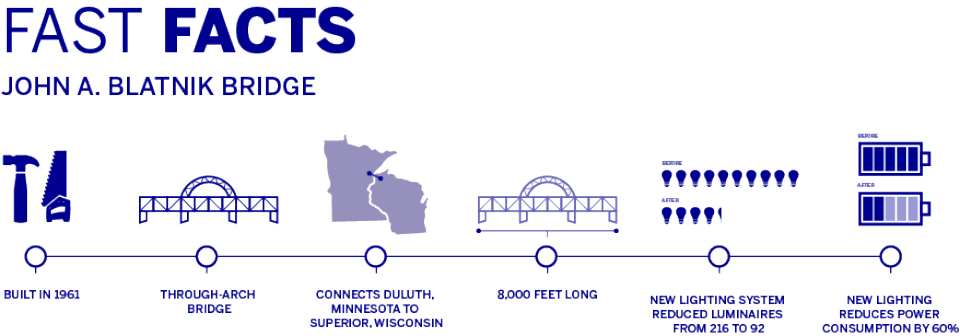 FAST FACTS
JOHN A. BLATNIK BRIDGE
BEFORE
AFTER
BEFORE
AFTER
BUILT IN 1961
THROUGH-ARCH
BRIDGE
CONNECTS DULUTH,
MINNESOTA TO
SUPERIOR, WISCONSIN
8,000 FEET LONG
NEW LIGHTING SYSTEM
REDUCED LUMINAIRES
FROM 216 TO 92
NEW LIGHTING
REDUCES POWER
CONSUMPTION BY 60%